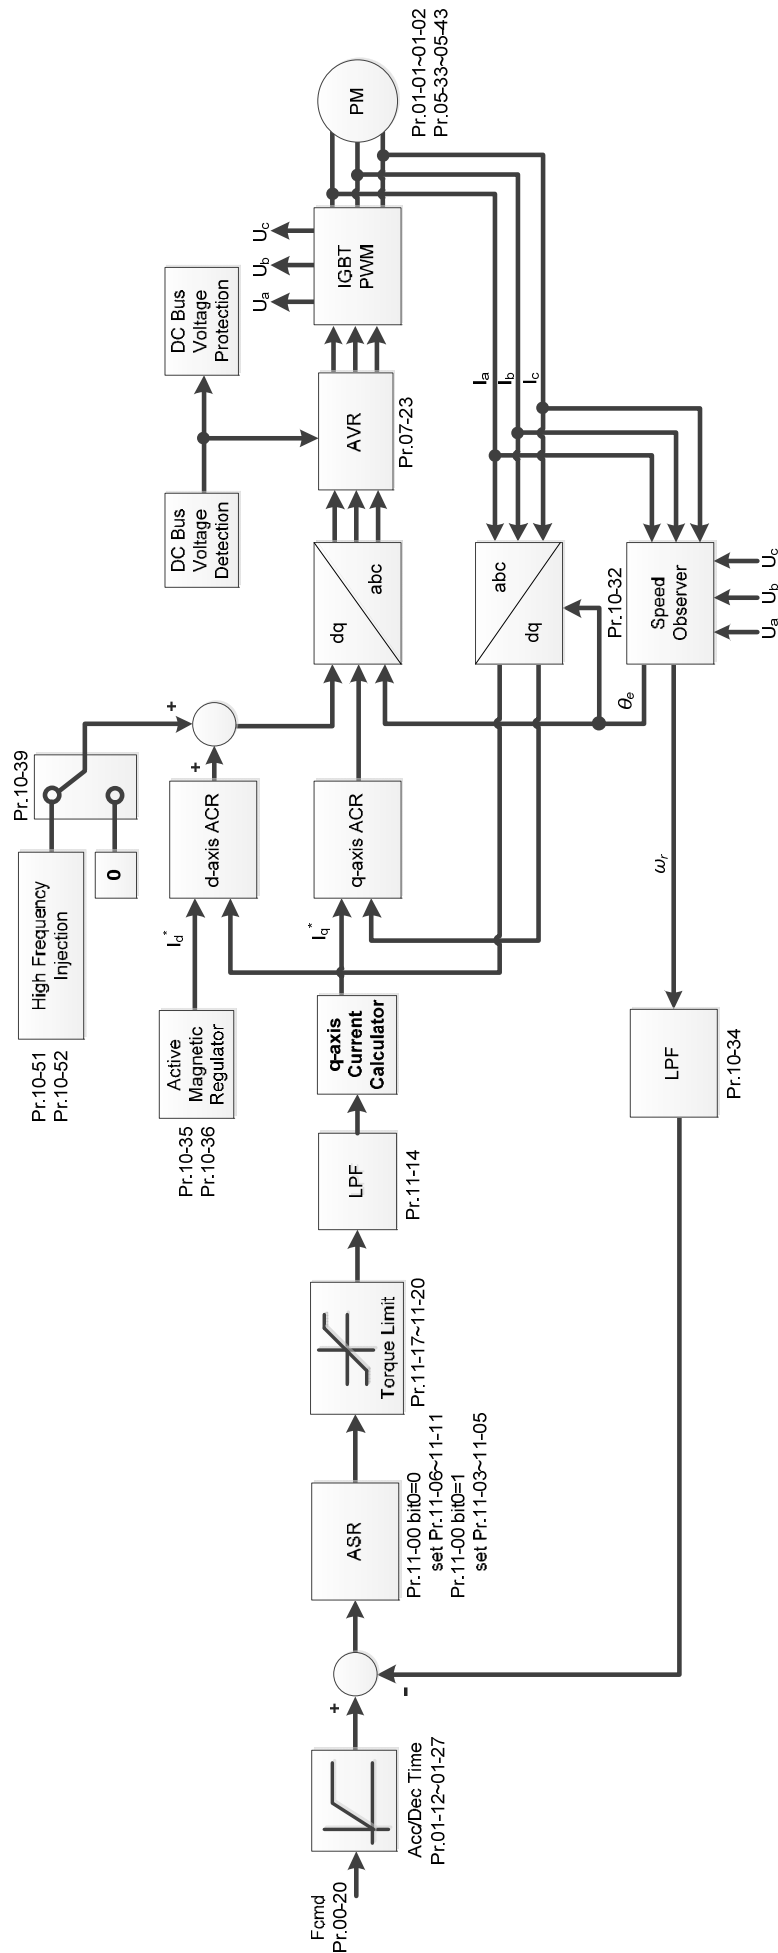 Fcmd
Pr.00-20
Acc/Dec Time
Pr.01-12~01-27
+
-
ASR
Pr.11-00 bit0=0
set Pr.11-06~11-11
Pr.11-00 bit0=1
set Pr.11-03~11-05
Torque Limit
Pr.11-17~11-20
LPF
Pr.11-14
q-axis
Current
Calculator
Iq*
Pr.10-35
Pr.10-36
Active
Magnetic
Regulator
Id*
Pr.10-51
Pr.10-52
High Frequency
Injection
0
Pr.10-39
d-axis ACR
q-axis ACR
+
+
dq
abc
DC Bus
Voltage
Detection
DC Bus
Voltage
Protection
AVR
Pr.07-23
IGBT
PWM
Ua
Ub
Uc
PM
Pr.01-01~01-02
Pr.05-33~05-43
Ia
Ib
Ic
abc
dq
θe
Pr.10-32
Speed
Observer
Ua
Ub
Uc
ωr
LPF
Pr.10-34